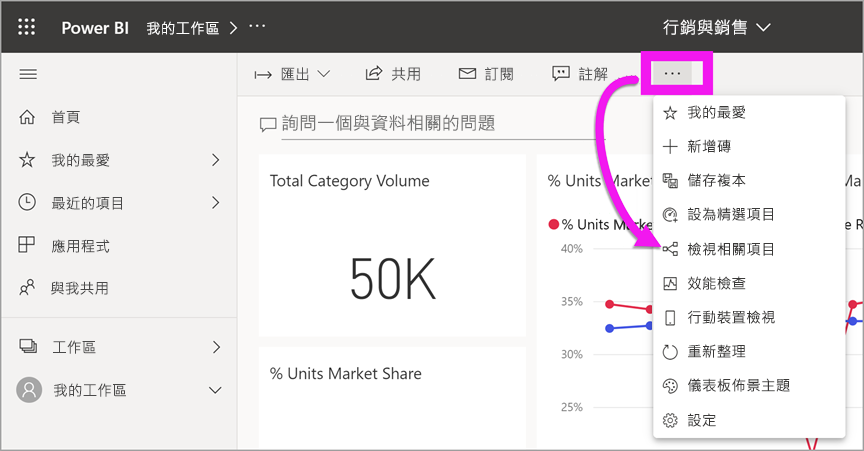 Power BI 我的工作區 > ··· 行銷與銷售
匯出 共用 訂閱 註解 ···
首頁
我的最愛
最近的項目
應用程式
與我共用
工作區
我的工作區
詢問一個與資料相關的問題
Total Category Volume
50K
% Units Market Share
% Units Market
% Units Marke
40%
35%
30%
25%
Ma
e R
我的最愛
新增磚
儲存複本
設為精選項目
檢視相關項目
效能檢查
行動裝置檢視
重新整理
儀表板佈景主題
設定